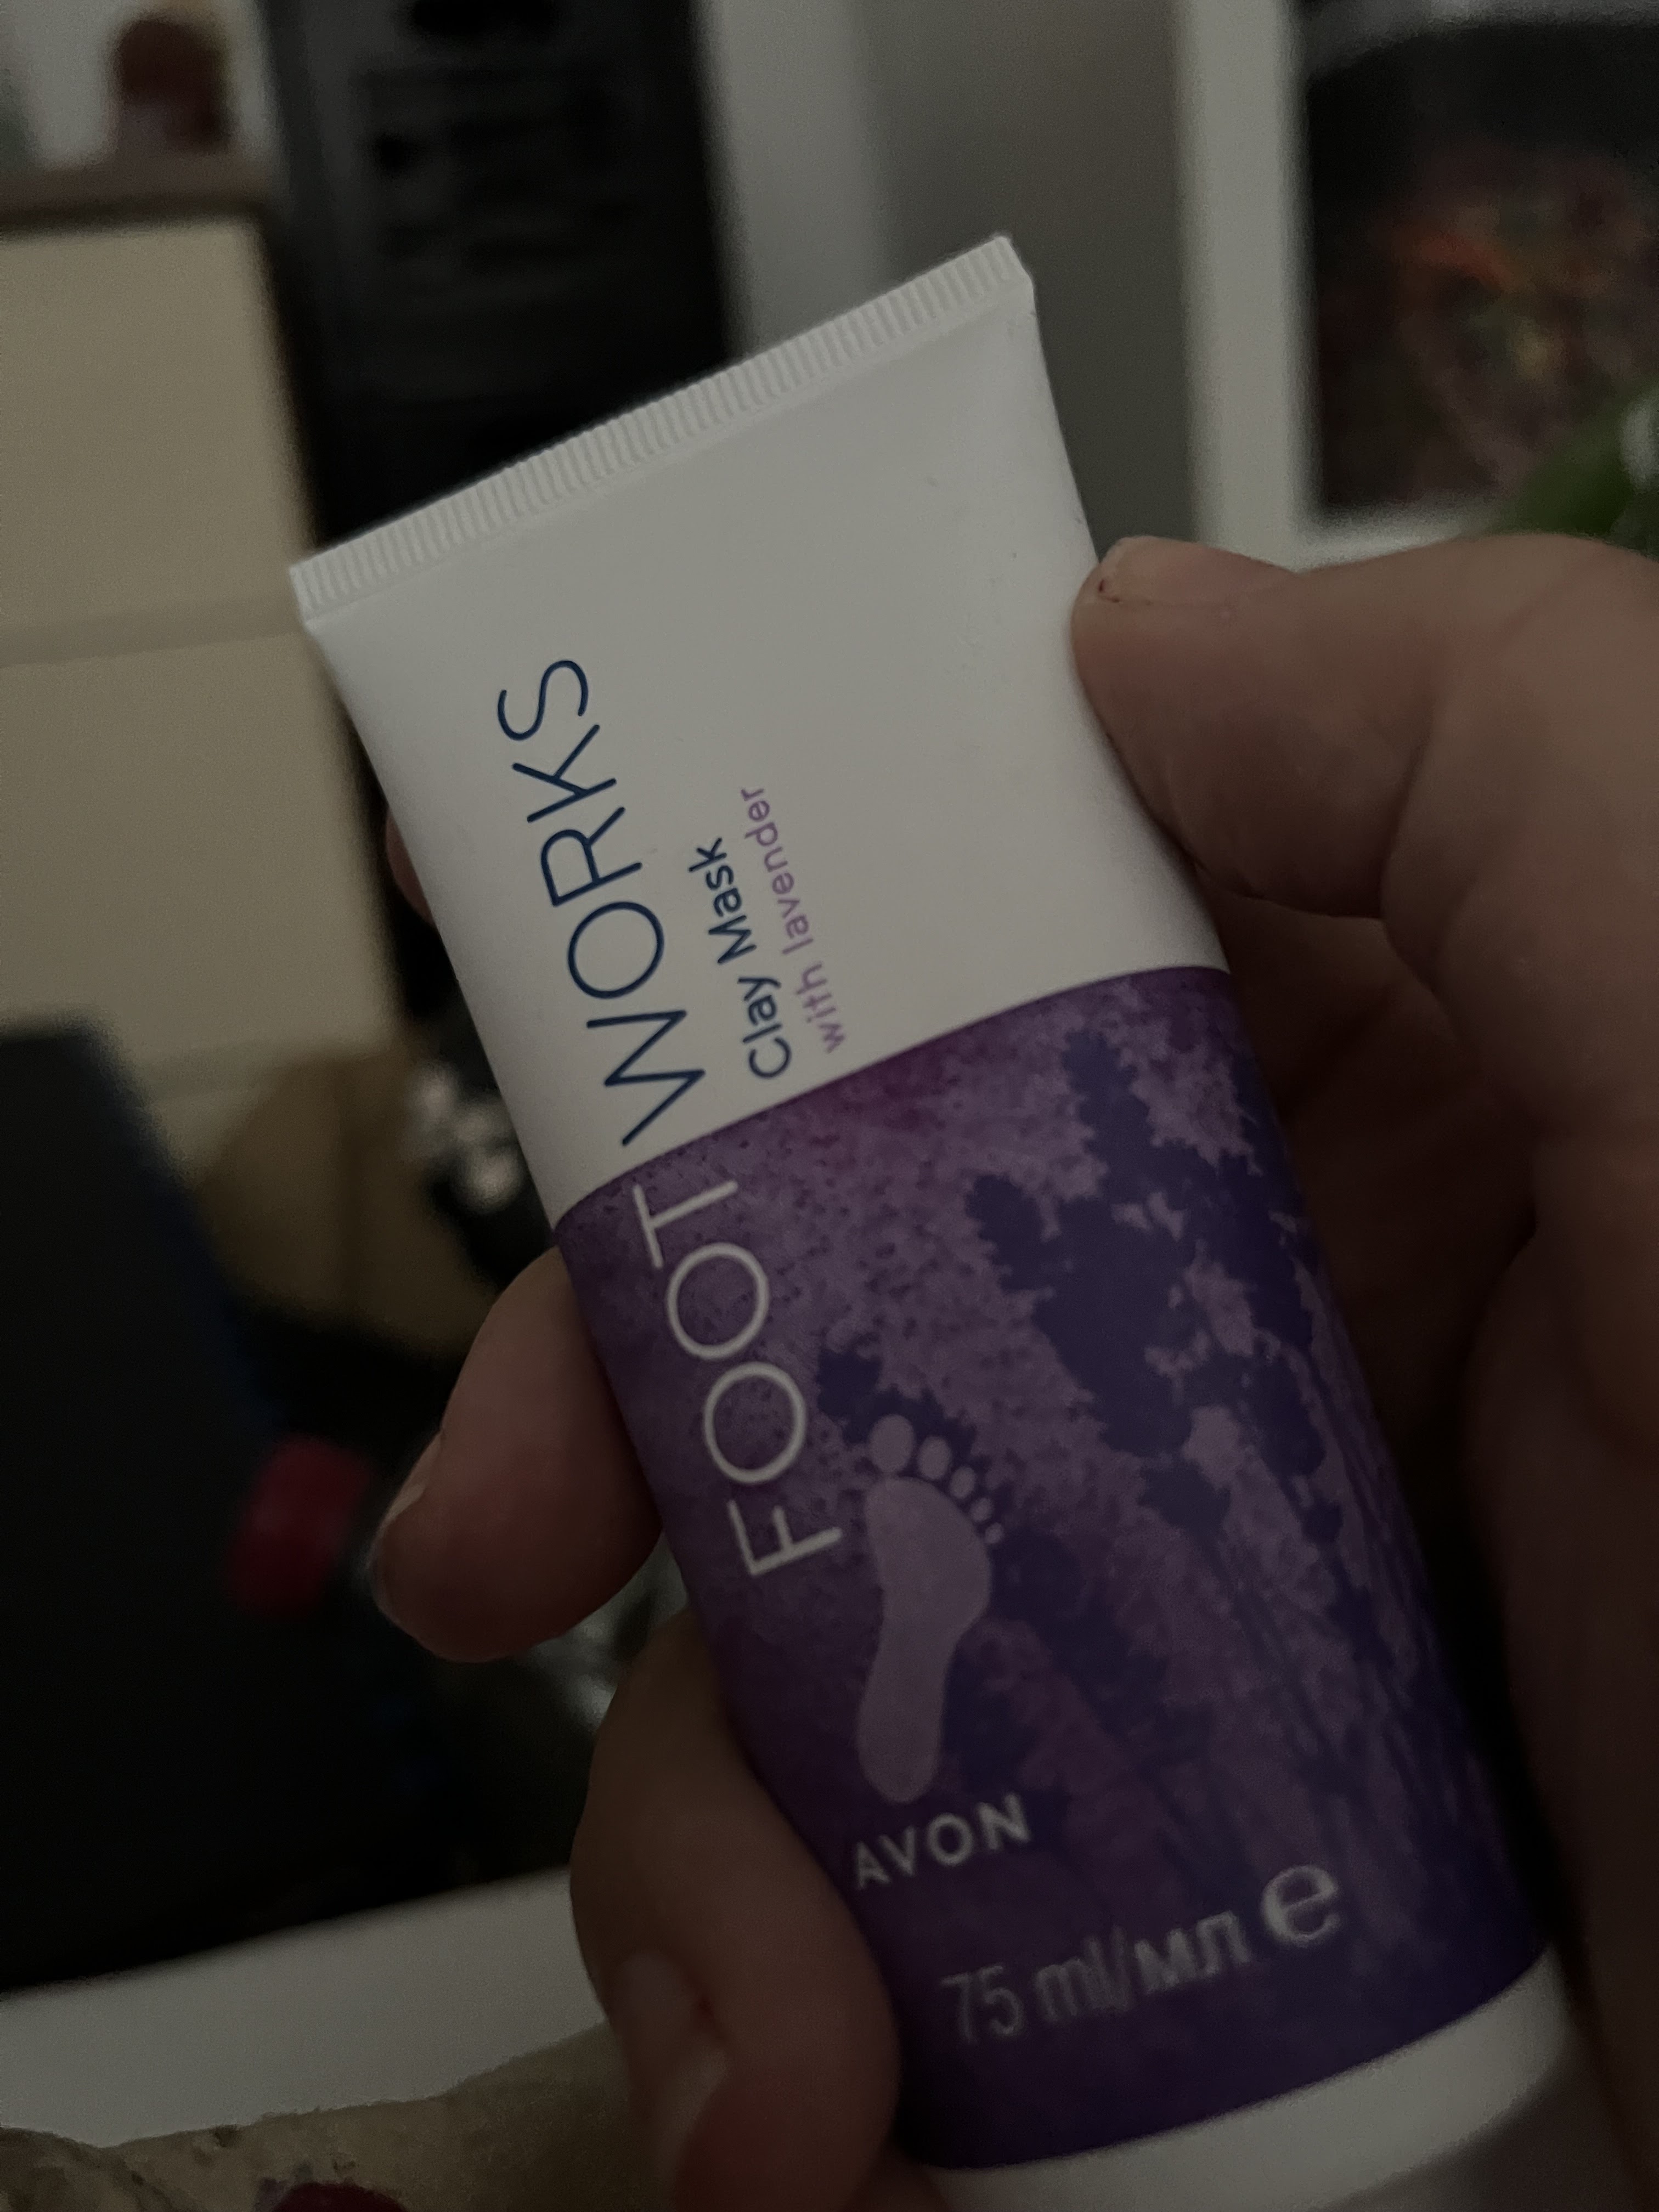 FOOT WORKS
Clay Mask
with lavender
AVON
75 ml/мл e